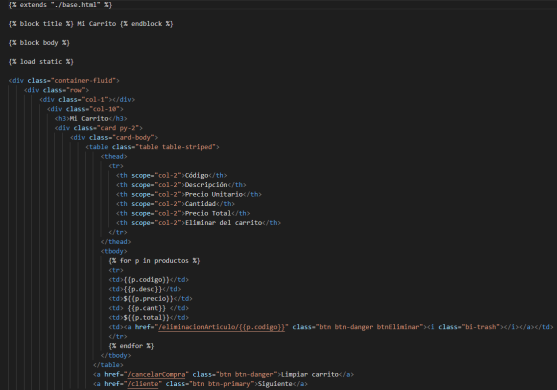 {% extends "./base.html" %}
{% block title %} Mi Carrito {% endblock %}
{% block body %}
{% load static %}
<div class="container-fluid">
<div class="row">
<div class="col-1"></div>
<div class="col-10">
<h3>Mi Carrito</h3>
<div class="card py-2">
<div class="card-body">
<table class="table table-striped">
<thead>
<tr>
<th scope="col-2">Código</th>
<th scope="col-2">Descripción</th>
<th scope="col-2">Precio Unitario</th>
<th scope="col-2">Cantidad</th>
<th scope="col-2">Precio Total</th>
<th scope="col-2">Eliminar del carrito</th>
</tr>
</thead>
<tbody>
{% for p in productos %}
<tr>
<td>{{p.codigo}}</td>
<td>{{p.desc}}</td>
<td>${{p.precio}}</td>
<td> {{p.cant}} </td>
<td>${{p.total}}</td>
<td><a href="/eliminacionArticulo/{{p.codigo}}" class="btn btn-danger btnEliminar"><i class="bi-trash"></i></a></td>
</tr>
{% endfor %}
</tbody>
</table>
<a href="/cancelarCompra" class="btn btn-danger">Limpiar carrito</a>
<a href="/cliente" class="btn btn-primary">Siguiente</a>